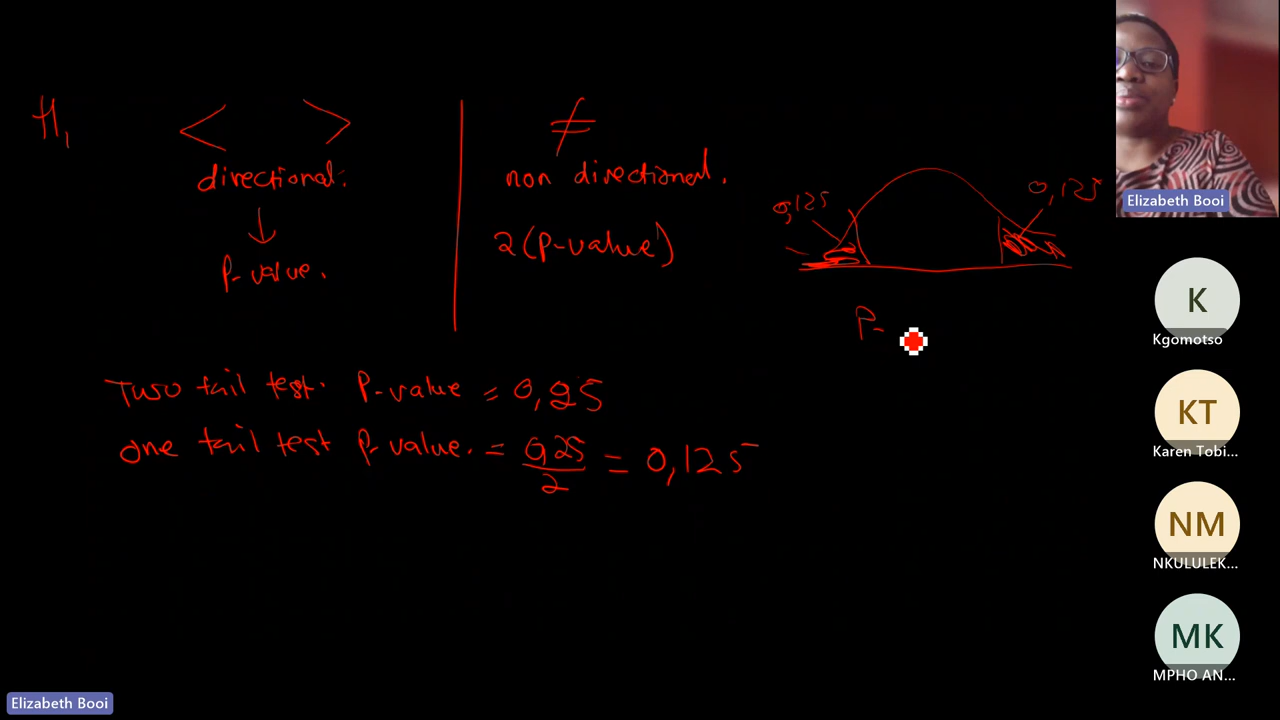 H₁ < > ≠
directional: non directional.
↓
P-value. 2(P-value)
0,125 0,125
P-
Two tail test. P-value = 0,25
One tail test P-value. = 0,25/2 = 0,125
Elizabeth Booi
K
Kgomotso
KT
Karen Tobi...
NM
NKULULEK...
MK
MPHO AN...
Elizabeth Booi